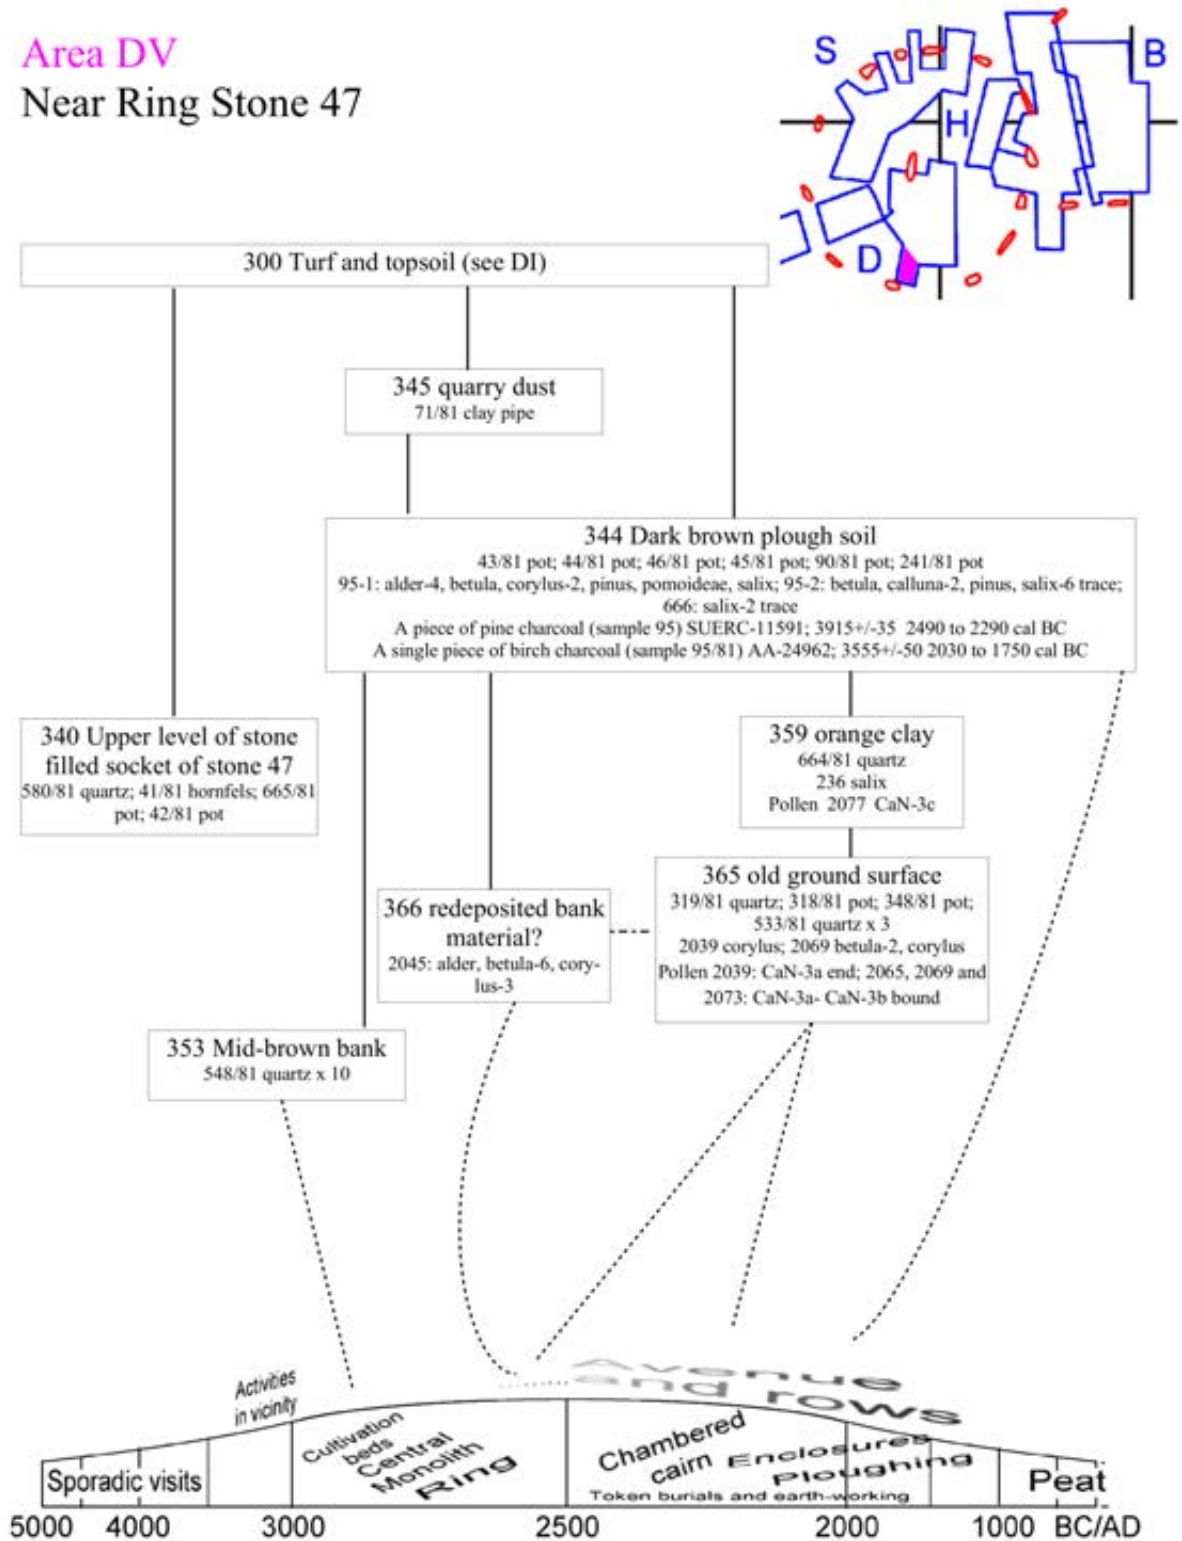 Area DV
Near Ring Stone 47
S
B
H
D
300 Turf and topsoil (see DI)
345 quarry dust
71/81 clay pipe
344 Dark brown plough soil
43/81 pot; 44/81 pot; 46/81 pot; 45/81 pot; 90/81 pot; 241/81 pot
95-1: alder-4, betula, corylus-2, pinus, pomoideae, salix; 95-2: betula, calluna-2, pinus, salix-6 trace;
666: salix-2 trace
A piece of pine charcoal (sample 95) SUERC-11591; 3915+/-35 2490 to 2290 cal BC
A single piece of birch charcoal (sample 95/81) AA-24962; 3555+/-50 2030 to 1750 cal BC
340 Upper level of stone
filled socket of stone 47
580/81 quartz; 41/81 hornfels; 665/81
pot; 42/81 pot
359 orange clay
664/81 quartz
236 salix
Pollen 2077 CaN-3c
365 old ground surface
319/81 quartz; 318/81 pot; 348/81 pot;
533/81 quartz x 3
2039 corylus; 2069 betula-2, corylus
Pollen 2039: CaN-3a end; 2065, 2069 and
2073: CaN-3a- CaN-3b bound
366 redeposited bank
material?
2045: alder, betula-6, cory-
lus-3
353 Mid-brown bank
548/81 quartz x 10
Activities
in vicinity
Avenue
and rows
Sporadic visits
Cultivation
beds
Central
Monolith
Ring
Chambered
cairn
Enclosures
Ploughing
Token burials and earth-working
Peat
5000 4000 3000 2500 2000 1000 BC/AD